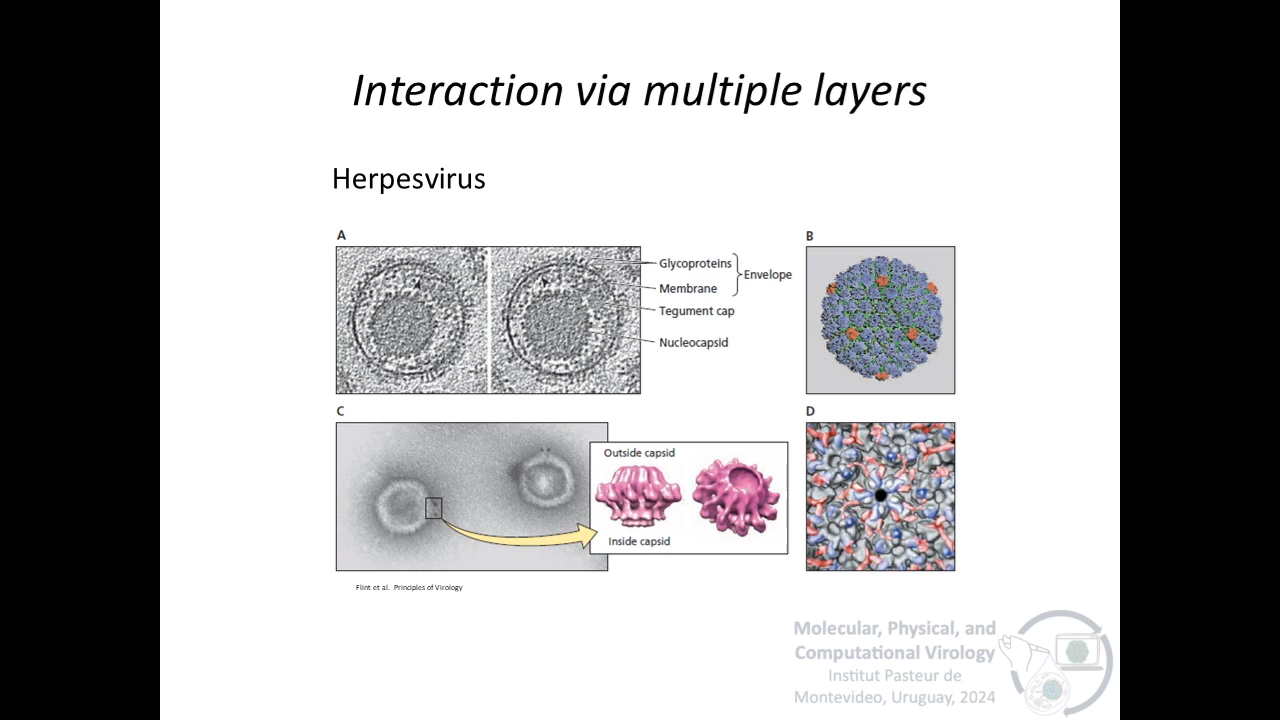 Interaction via multiple layers
Herpesvirus
A
Glycoproteins
Membrane
Envelope
Tegument cap
Nucleocapsid
B
C
Outside capsid
Inside capsid
D
Flint et al. Principles of Virology
Molecular, Physical, and
Computational Virology
Institut Pasteur de
Montevideo, Uruguay, 2024